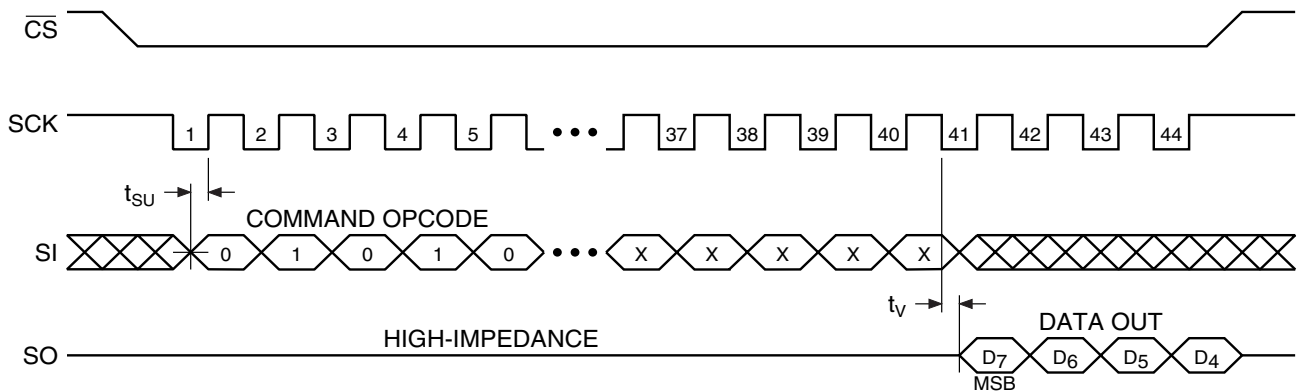 CS
SCK 1 2 3 4 5 ••• 37 38 39 40 41 42 43 44
tSU
COMMAND OPCODE
SI 0 1 0 1 0 ••• X X X X X
tV
HIGH-IMPEDANCE
DATA OUT
SO D7 D6 D5 D4
MSB